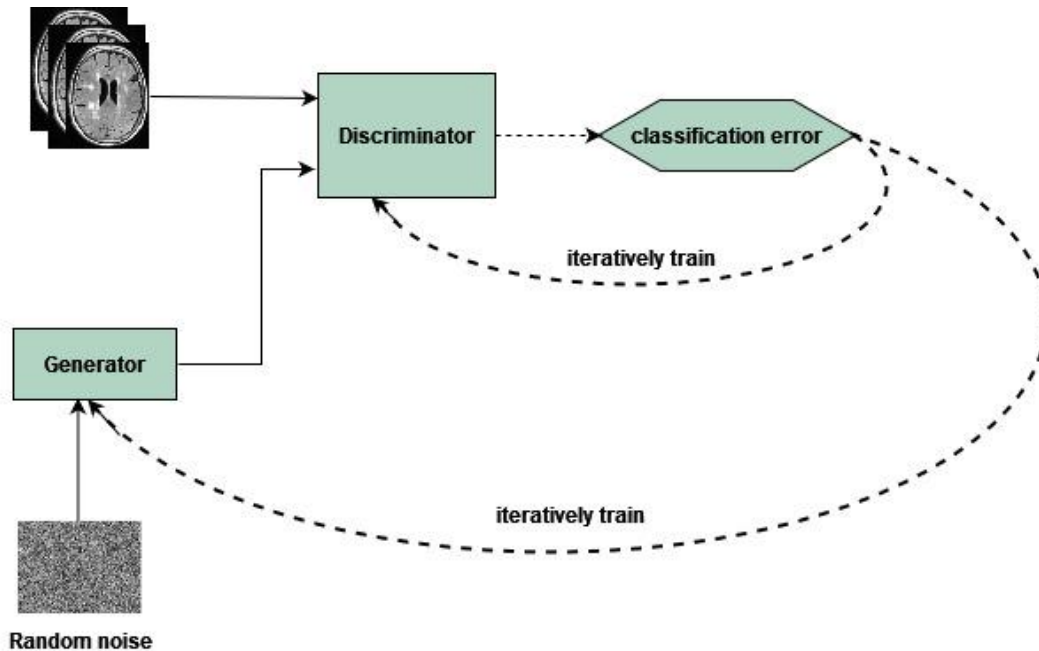 Discriminator
classification error
iteratively train
Generator
iteratively train
Random noise